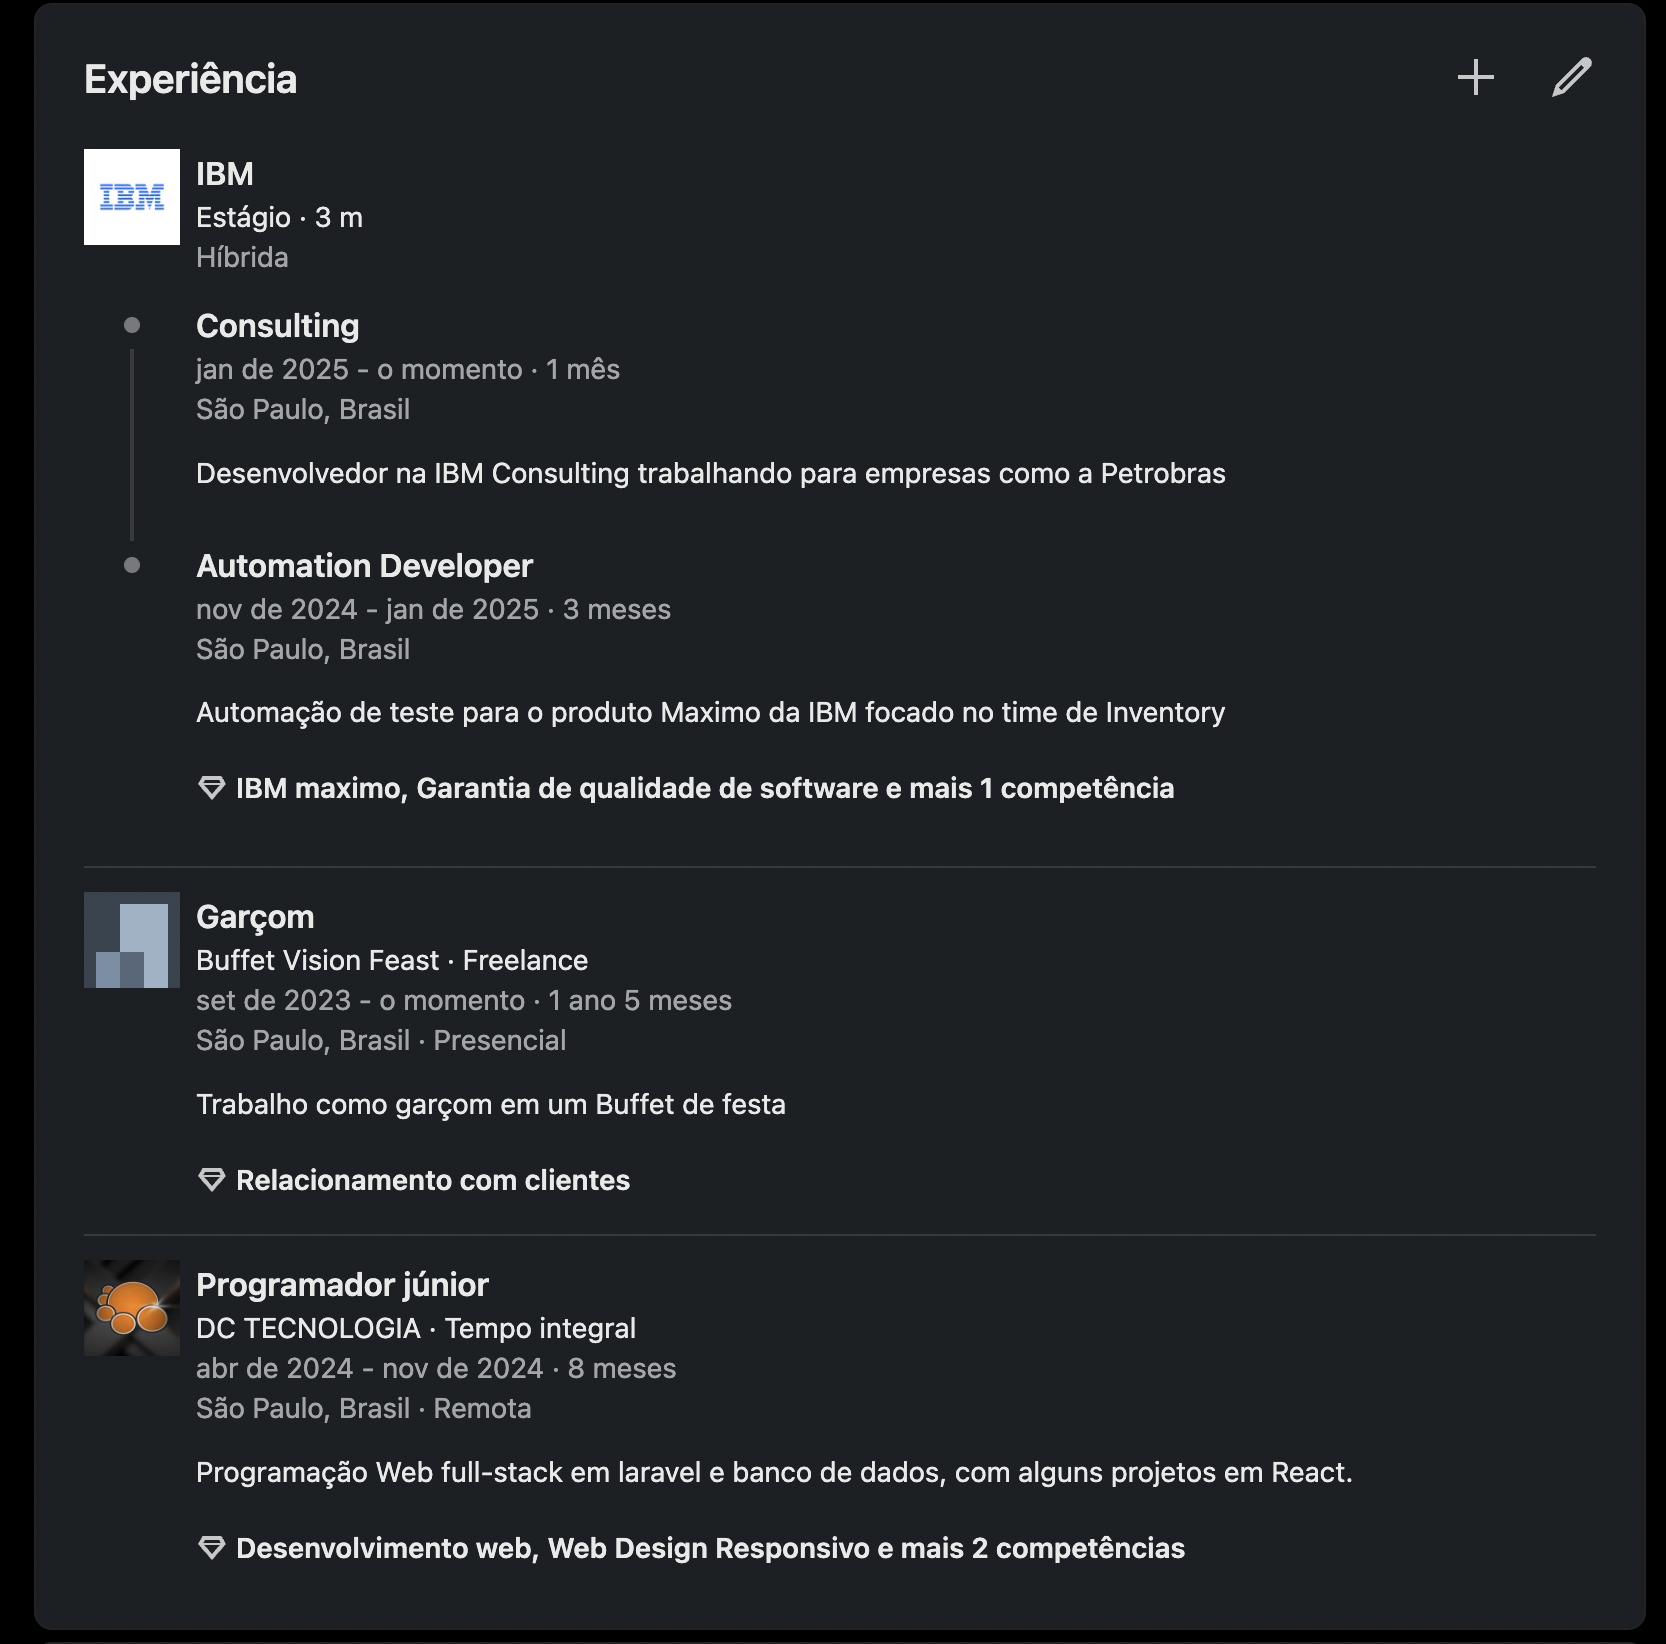 Experiência
IBM
IBM
Estágio · 3 m
Híbrida
Consulting
jan de 2025 - o momento · 1 mês
São Paulo, Brasil
Desenvolvedor na IBM Consulting trabalhando para empresas como a Petrobras
Automation Developer
nov de 2024 - jan de 2025 · 3 meses
São Paulo, Brasil
Automação de teste para o produto Maximo da IBM focado no time de Inventory
IBM maximo, Garantia de qualidade de software e mais 1 competência
Garçom
Buffet Vision Feast · Freelance
set de 2023 - o momento · 1 ano 5 meses
São Paulo, Brasil · Presencial
Trabalho como garçom em um Buffet de festa
Relacionamento com clientes
Programador júnior
DC TECNOLOGIA · Tempo integral
abr de 2024 - nov de 2024 · 8 meses
São Paulo, Brasil · Remota
Programação Web full-stack em laravel e banco de dados, com alguns projetos em React.
Desenvolvimento web, Web Design Responsivo e mais 2 competências